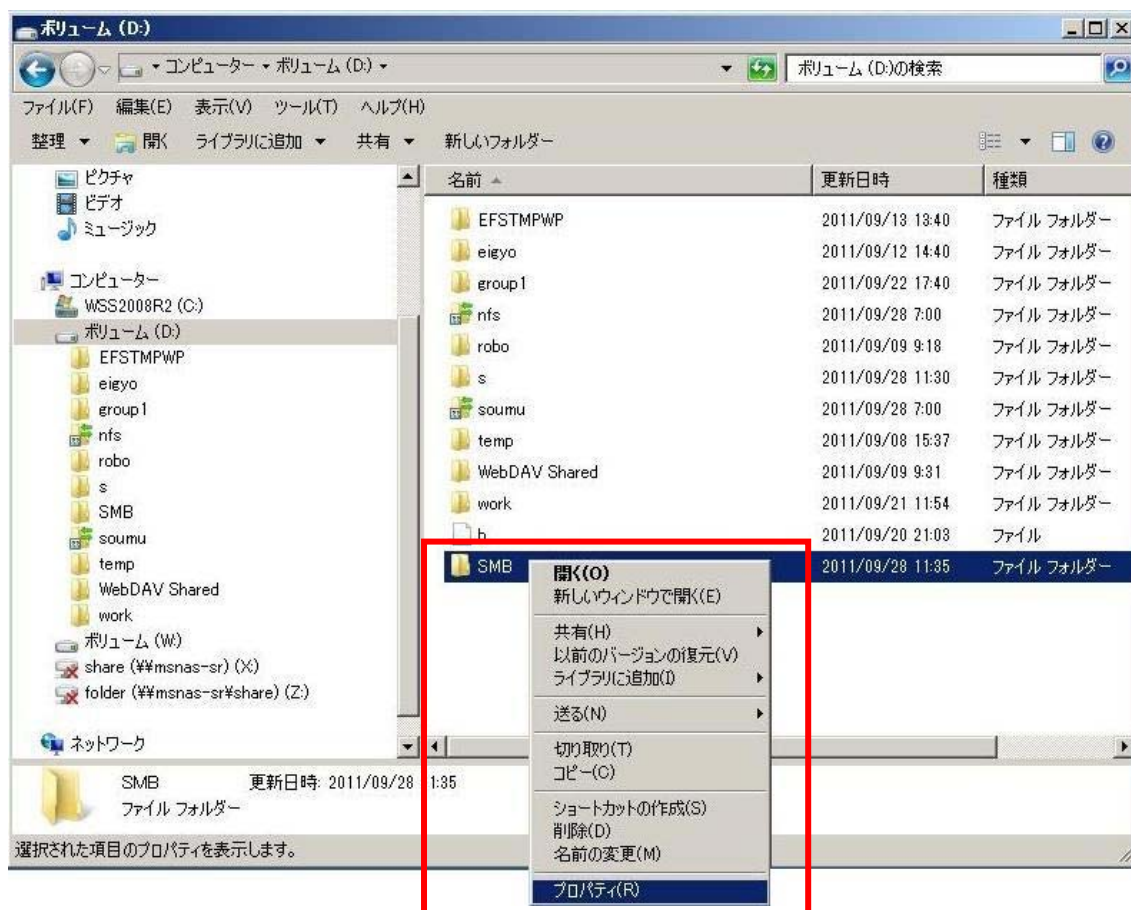 ボリューム (D:)
コンピューター ボリューム (D:)
ボリューム (D:)の検索
ファイル(F) 編集(E) 表示(V) ツール(T) ヘルプ(H)
整理 開く ライブラリに追加 共有 新しいフォルダー
ピクチャ
ビデオ
ミュージック
コンピューター
WSS2008R2 (C:)
ボリューム (D:)
EFSTMPWP
eigyo
group1
nfs
robo
s
SMB
soumu
temp
WebDAV Shared
work
ボリューム (W:)
share (¥¥msnas-sr) (X:)
folder (¥¥msnas-sr¥share) (Z:)
ネットワーク
名前 更新日時 種類
EFSTMPWP 2011/09/13 13:40 ファイル フォルダー
eigyo 2011/09/12 14:40 ファイル フォルダー
group1 2011/09/22 17:40 ファイル フォルダー
nfs 2011/09/28 7:00 ファイル フォルダー
robo 2011/09/09 9:18 ファイル フォルダー
s 2011/09/28 11:30 ファイル フォルダー
soumu 2011/09/28 7:00 ファイル フォルダー
temp 2011/09/08 15:37 ファイル フォルダー
WebDAV Shared 2011/09/09 9:31 ファイル フォルダー
work 2011/09/21 11:54 ファイル フォルダー
2011/09/20 21:03 ファイル
SMB 2011/09/28 11:35 ファイル フォルダー
開く(O)
新しいウィンドウで開く(E)
共有(H)
以前のバージョンの復元(V)
ライブラリに追加(I)
送る(N)
切り取り(T)
コピー(C)
ショートカットの作成(S)
削除(D)
名前の変更(M)
プロパティ(R)
SMB 更新日時: 2011/09/28 11:35
ファイル フォルダー
選択された項目のプロパティを表示します。